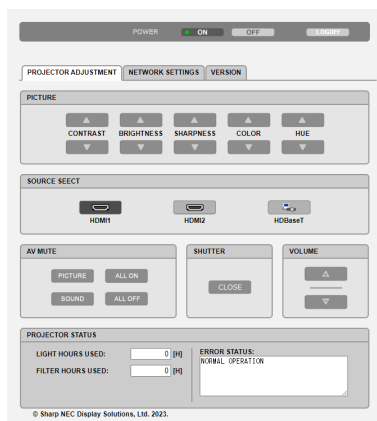 POWER ON OFF LOGOFF
PROJECTOR ADJUSTMENT NETWORK SETTINGS VERSION
PICTURE
CONTRAST BRIGHTNESS SHARPNESS COLOR HUE
SOURCE SEECT
HDMI1 HDMI2 HDBaseT
AV MUTE SHUTTER VOLUME
PICTURE ALL ON
CLOSE
SOUND ALL OFF
PROJECTOR STATUS
LIGHT HOURS USED: 0 [H] ERROR STATUS:
NORMAL OPERATION
FILTER HOURS USED: 0 [H]
© Sharp NEC Display Solutions, Ltd. 2023.